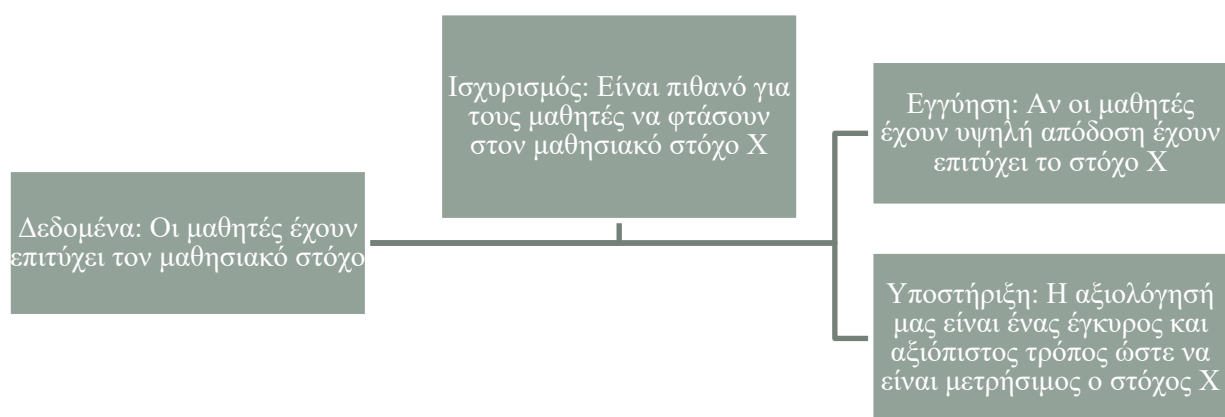 Ισχυρισμός: Είναι πιθανό για
τους μαθητές να φτάσουν
στον μαθησιακό στόχο Χ
Δεδομένα: Οι μαθητές έχουν
επιτύχει τον μαθησιακό στόχο
Εγγύηση: Αν οι μαθητές
έχουν υψηλή απόδοση έχουν
επιτύχει το στόχο Χ
Υποστήριξη: Η αξιολόγησή
μας είναι ένας έγκυρος και
αξιόπιστος τρόπος ώστε να
είναι μετρήσιμος ο στόχος Χ